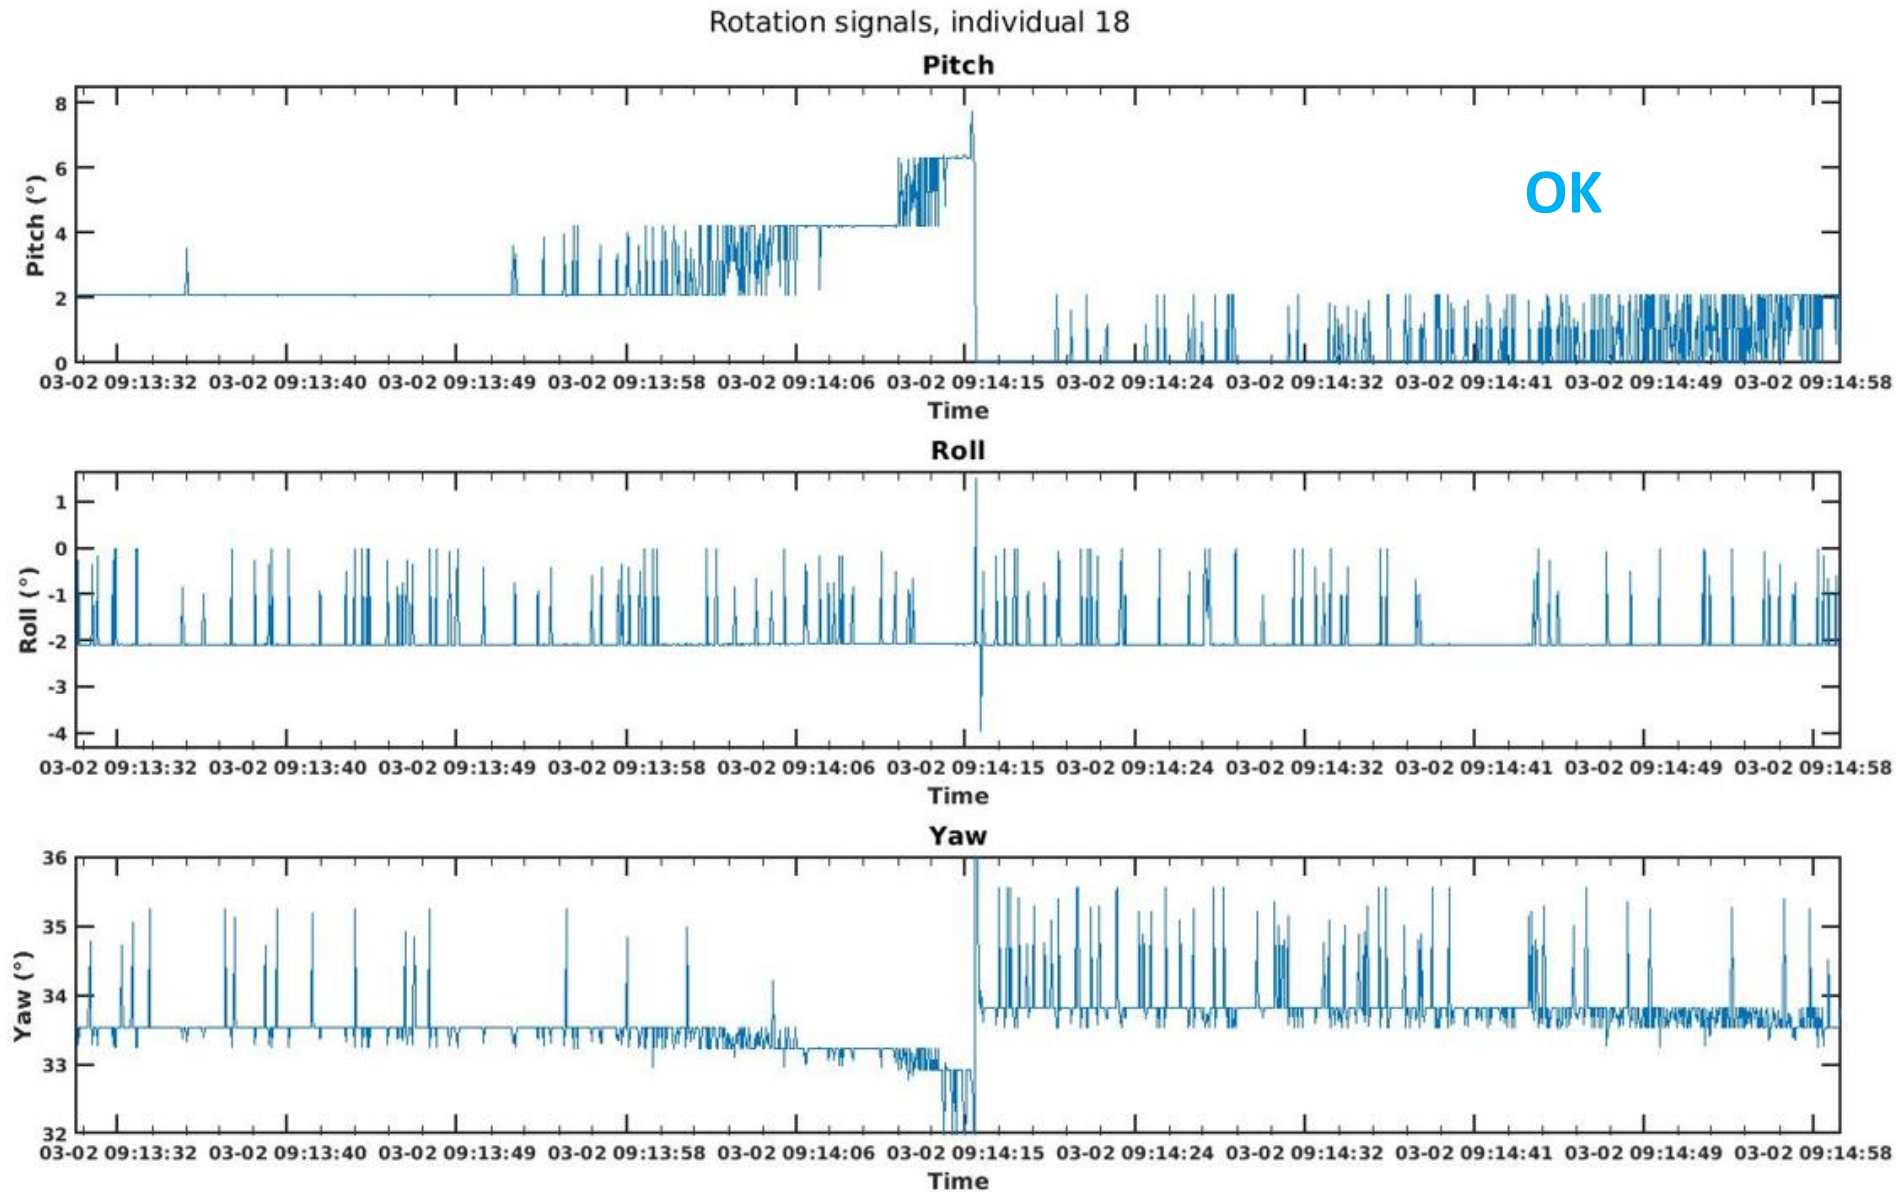 Rotation signals, individual 18
Pitch
8
6
4
2
0
Pitch (°)
OK
03-02 09:13:32 03-02 09:13:40 03-02 09:13:49 03-02 09:13:58 03-02 09:14:06 03-02 09:14:15 03-02 09:14:24 03-02 09:14:32 03-02 09:14:41 03-02 09:14:49 03-02 09:14:58
Time
Roll
1
0
-1
-2
-3
-4
Roll (°)
03-02 09:13:32 03-02 09:13:40 03-02 09:13:49 03-02 09:13:58 03-02 09:14:06 03-02 09:14:15 03-02 09:14:24 03-02 09:14:32 03-02 09:14:41 03-02 09:14:49 03-02 09:14:58
Time
Yaw
36
35
34
33
32
Yaw (°)
03-02 09:13:32 03-02 09:13:40 03-02 09:13:49 03-02 09:13:58 03-02 09:14:06 03-02 09:14:15 03-02 09:14:24 03-02 09:14:32 03-02 09:14:41 03-02 09:14:49 03-02 09:14:58
Time